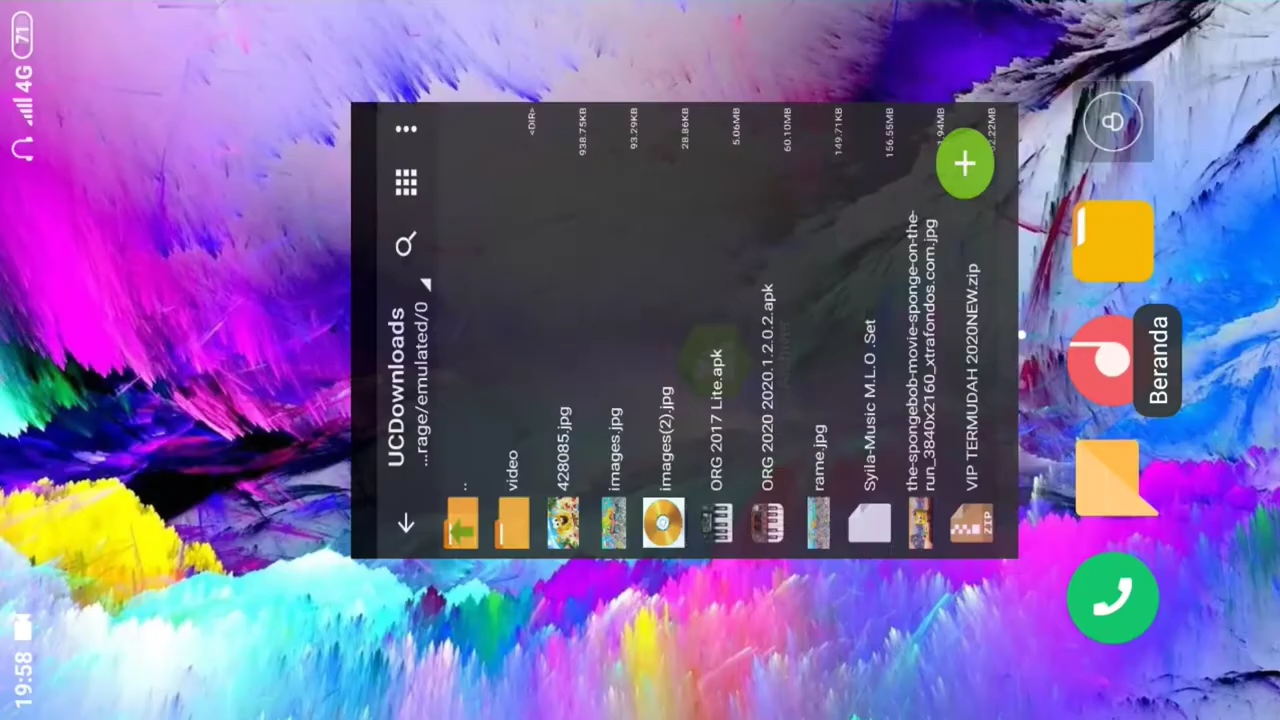 19:58
4G 71
UCDownloads
...rage/emulated/0
..
video
<DIR>
428085.jpg
938.75KB
images.jpg
93.29KB
images(2).jpg
28.86KB
ORG 2017 Lite.apk
5.06MB
ORG 2020 2020.1.2.0.2.apk
60.10MB
rame.jpg
149.71KB
Syila-Music M.L.O .Set
156.55MB
the-spongebob-movie-sponge-on-the-
run_3840x2160_xtrafondos.com.jpg
VIP TERMUDAH 2020NEW.zip
ZIP
Beranda